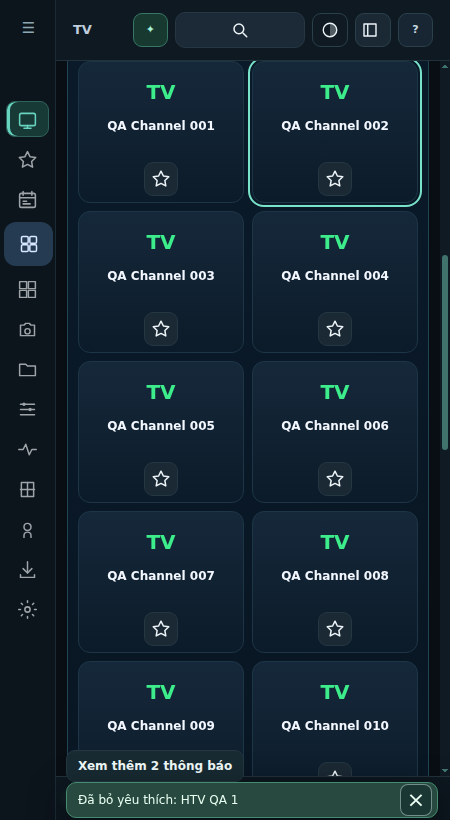 TV
?
TV
TV
QA Channel 001
QA Channel 002
TV
TV
QA Channel 003
QA Channel 004
TV
TV
QA Channel 005
QA Channel 006
TV
TV
QA Channel 007
QA Channel 008
TV
TV
QA Channel 009
QA Channel 010
Xem thêm 2 thông báo
Đã bỏ yêu thích: HTV QA 1